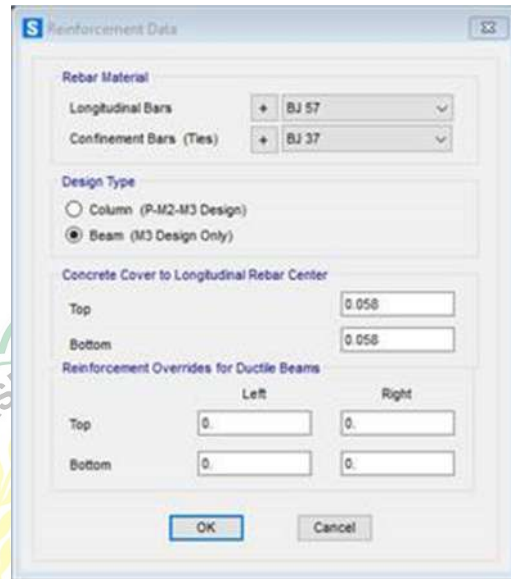 S Reinforcement Data
Rebar Material
Longitudinal Bars + BJ 57
Confinement Bars (Ties) + BJ 37
Design Type
Column (P-M2-M3 Design)
Beam (M3 Design Only)
Concrete Cover to Longitudinal Rebar Center
Top 0.058
Bottom 0.058
Reinforcement Overrides for Ductile Beams
Left Right
Top 0. 0.
Bottom 0. 0.
OK Cancel